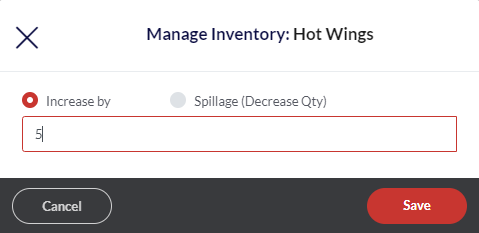 Manage Inventory: Hot Wings
Increase by Spillage (Decrease Qty)
5
Cancel Save